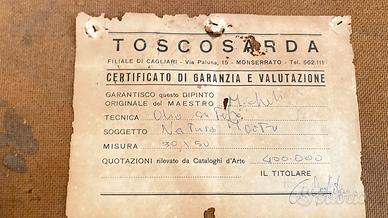 TOSCOSARDA
FILIALE DI CAGLIARI - Via Paluna, 15 - MONSERRATO - Tel. 562.111
CERTIFICATO DI GARANZIA E VALUTAZIONE
GARANTISCO questo DIPINTO
ORIGINALE del MAESTRO
TECNICA Olio su Tela
SOGGETTO Natura Morta
MISURA 30/50
QUOTAZIONI rilevate da Cataloghi d'Arte 400.000
IL TITOLARE